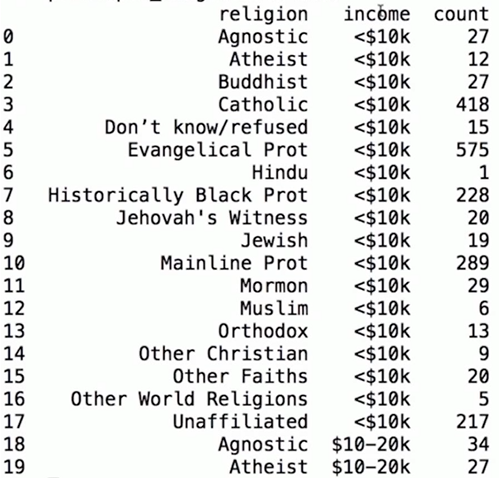 religion income count
0 Agnostic <$10k 27
1 Atheist <$10k 12
2 Buddhist <$10k 27
3 Catholic <$10k 418
4 Don’t know/refused <$10k 15
5 Evangelical Prot <$10k 575
6 Hindu <$10k 1
7 Historically Black Prot <$10k 228
8 Jehovah's Witness <$10k 20
9 Jewish <$10k 19
10 Mainline Prot <$10k 289
11 Mormon <$10k 29
12 Muslim <$10k 6
13 Orthodox <$10k 13
14 Other Christian <$10k 9
15 Other Faiths <$10k 20
16 Other World Religions <$10k 5
17 Unaffiliated <$10k 217
18 Agnostic $10-20k 34
19 Atheist $10-20k 27